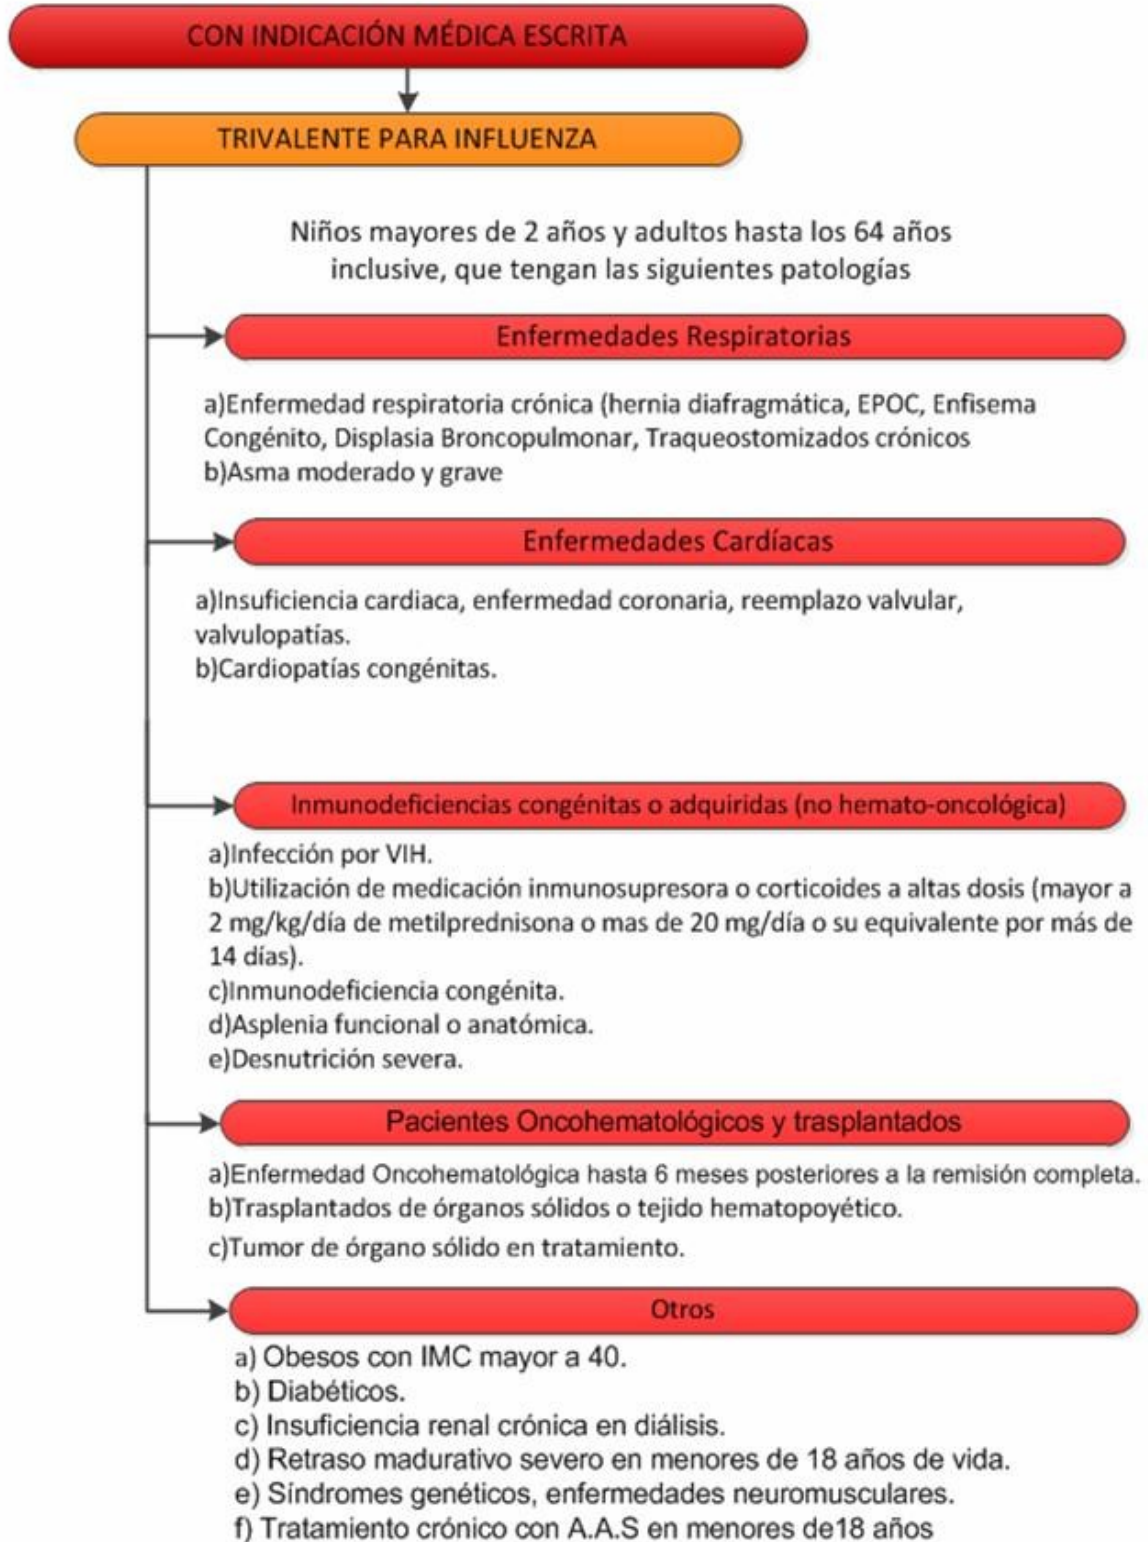 CON INDICACIÓN MÉDICA ESCRITA
TRIVALENTE PARA INFLUENZA
Niños mayores de 2 años y adultos hasta los 64 años
inclusive, que tengan las siguientes patologías
Enfermedades Respiratorias
a)Enfermedad respiratoria crónica (hernia diafragmática, EPOC, Enfisema
Congénito, Displasia Broncopulmonar, Traqueostomizados crónicos
b)Asma moderado y grave
Enfermedades Cardíacas
a)Insuficiencia cardiaca, enfermedad coronaria, reemplazo valvular,
valvulopatías.
b)Cardiopatías congénitas.
Inmunodeficiencias congénitas o adquiridas (no hemato-oncológica)
a)Infección por VIH.
b)Utilización de medicación inmunosupresora o corticoides a altas dosis (mayor a
2 mg/kg/día de metilprednisona o mas de 20 mg/día o su equivalente por más de
14 días).
c)Inmunodeficiencia congénita.
d)Asplenia funcional o anatómica.
e)Desnutrición severa.
Pacientes Oncohematológicos y trasplantados
a)Enfermedad Oncohematológica hasta 6 meses posteriores a la remisión completa.
b)Trasplantados de órganos sólidos o tejido hematopoyético.
c)Tumor de órgano sólido en tratamiento.
Otros
a) Obesos con IMC mayor a 40.
b) Diabéticos.
c) Insuficiencia renal crónica en diálisis.
d) Retraso madurativo severo en menores de 18 años de vida.
e) Síndromes genéticos, enfermedades neuromusculares.
f) Tratamiento crónico con A.A.S en menores de18 años